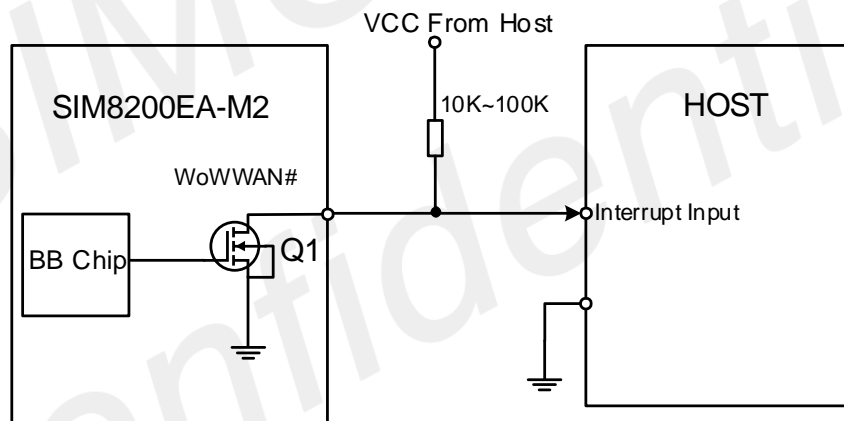 VCC From Host
SIM8200EA-M2
10K~100K
HOST
WoWWAN#
Interrupt Input
BB Chip
Q1